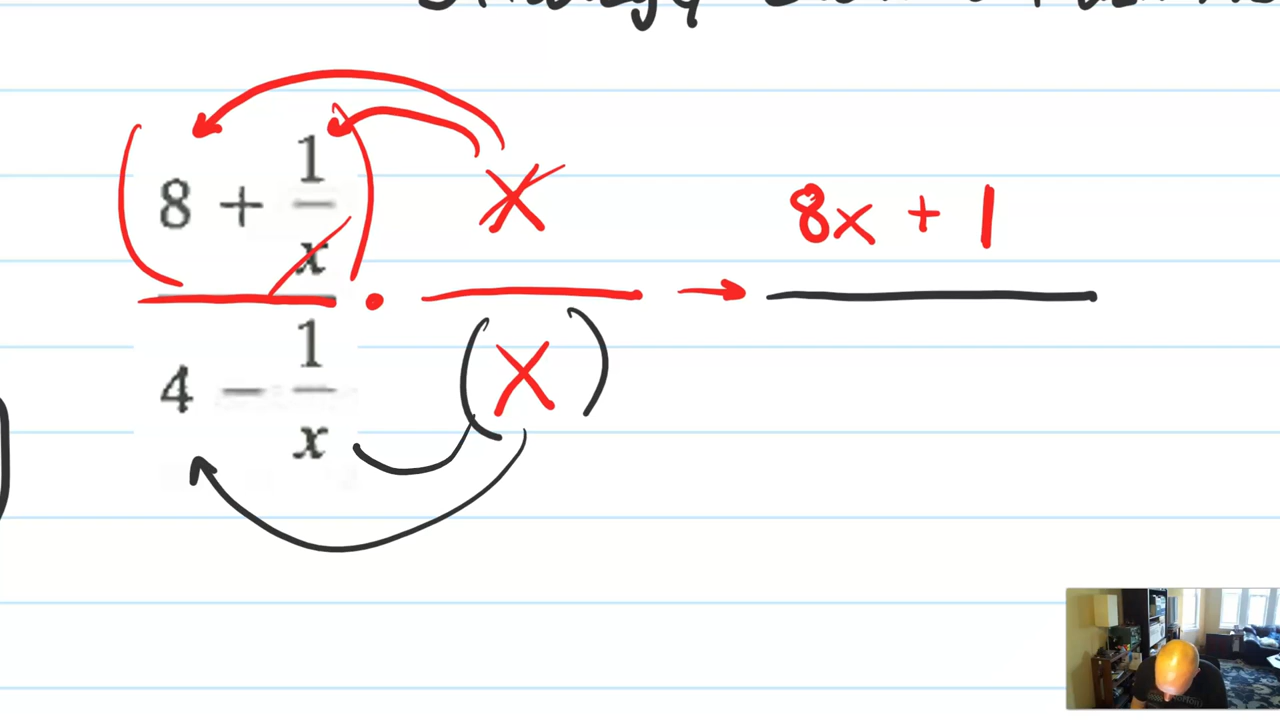 8 + 1/x · x → 8x + 1
4 − 1/x (x)